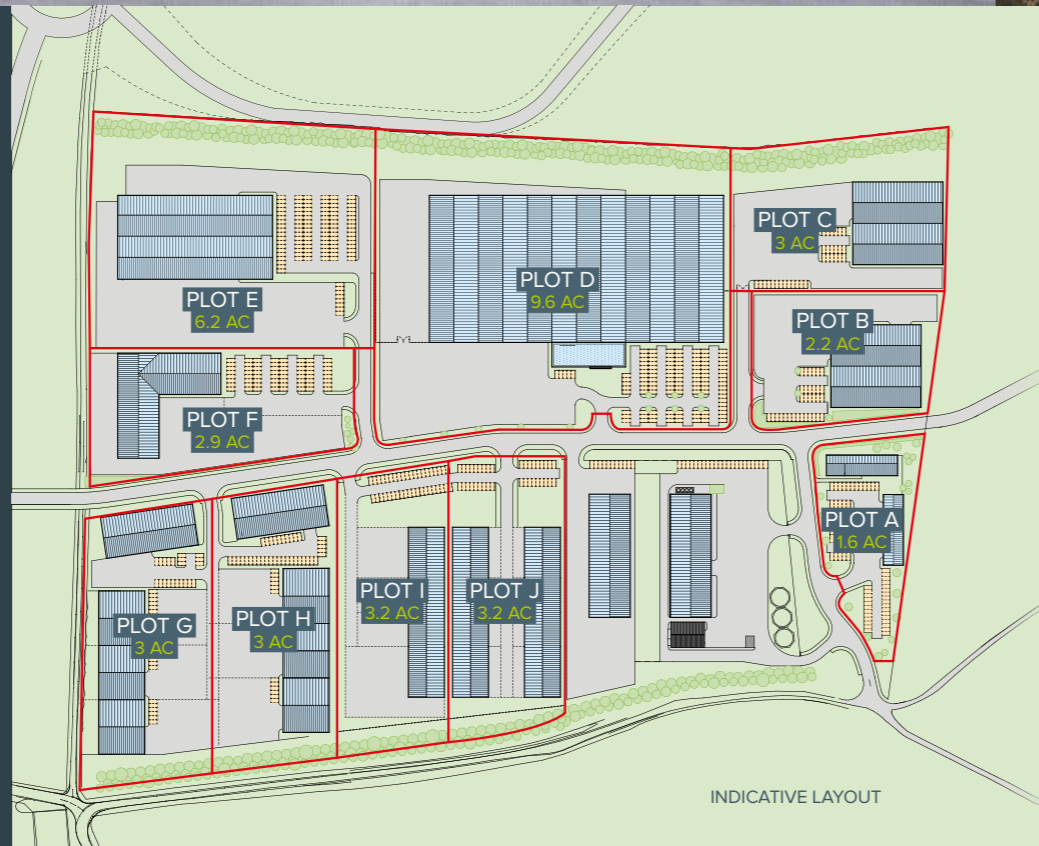 PLOT C
3 AC
PLOT D
9.6 AC
PLOT E
6.2 AC
PLOT B
2.2 AC
PLOT F
2.9 AC
PLOT A
1.6 AC
PLOT I
3.2 AC
PLOT J
3.2 AC
PLOT G
3 AC
PLOT H
3 AC
INDICATIVE LAYOUT